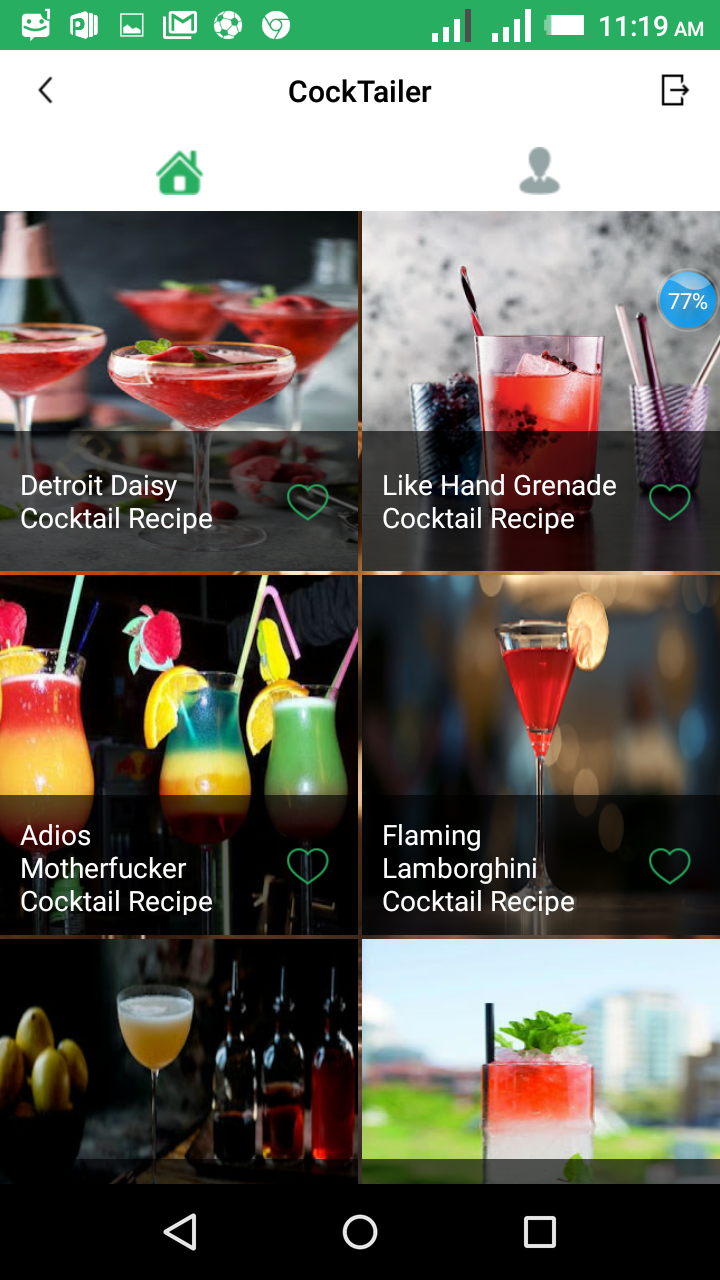 11:19 AM
CockTailer
77%
Detroit Daisy
Cocktail Recipe
Like Hand Grenade
Cocktail Recipe
Adios
Motherfucker
Cocktail Recipe
Flaming
Lamborghini
Cocktail Recipe